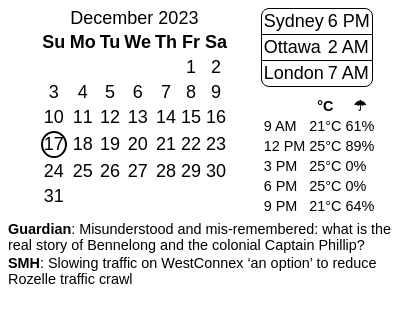 December 2023
Su Mo Tu We Th Fr Sa
1 2
3 4 5 6 7 8 9
10 11 12 13 14 15 16
17 18 19 20 21 22 23
24 25 26 27 28 29 30
31
Sydney 6 PM
Ottawa 2 AM
London 7 AM
°C ☂
9 AM 21°C 61%
12 PM 25°C 89%
3 PM 25°C 0%
6 PM 25°C 0%
9 PM 21°C 64%
Guardian: Misunderstood and mis-remembered: what is the
real story of Bennelong and the colonial Captain Phillip?
SMH: Slowing traffic on WestConnex ‘an option’ to reduce
Rozelle traffic crawl